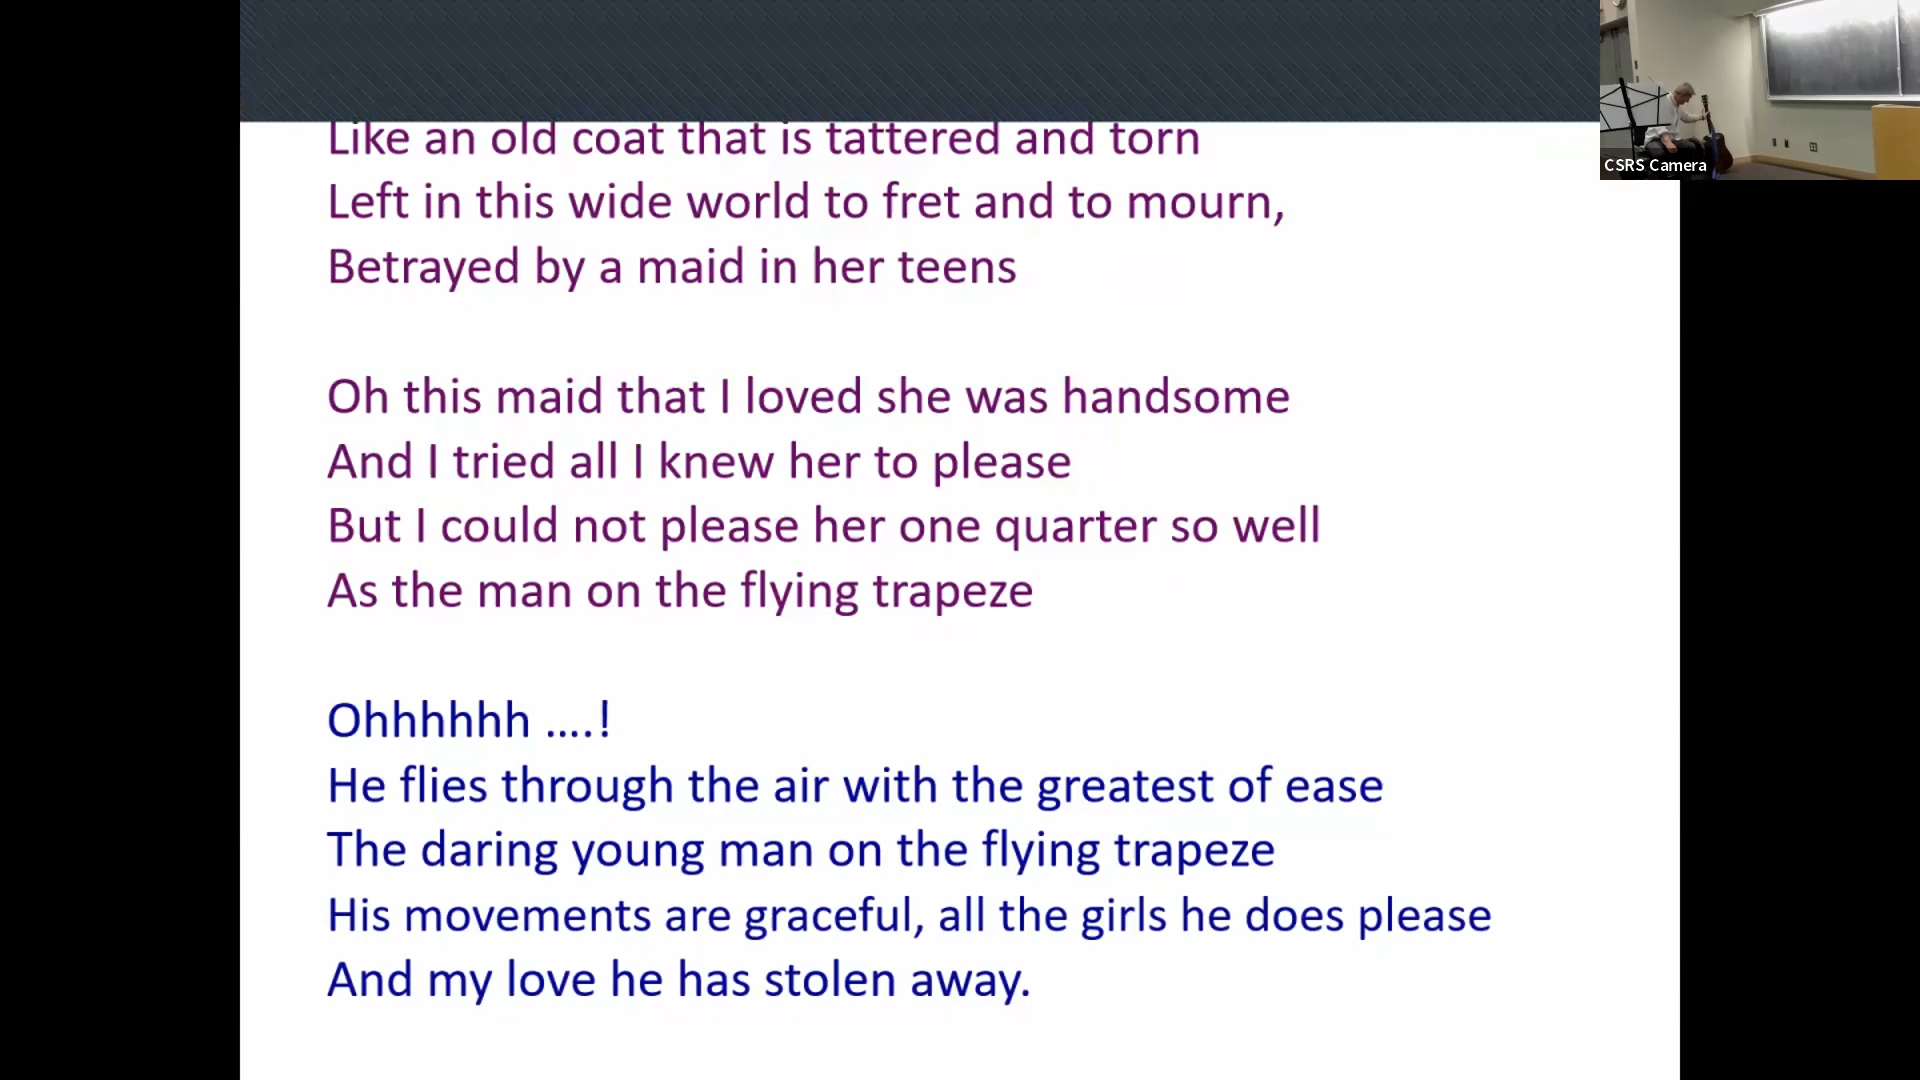 Like an old coat that is tattered and torn
Left in this wide world to fret and to mourn,
Betrayed by a maid in her teens
Oh this maid that I loved she was handsome
And I tried all I knew her to please
But I could not please her one quarter so well
As the man on the flying trapeze
Ohhhhhh ....!
He flies through the air with the greatest of ease
The daring young man on the flying trapeze
His movements are graceful, all the girls he does please
And my love he has stolen away.
CSRS Camera